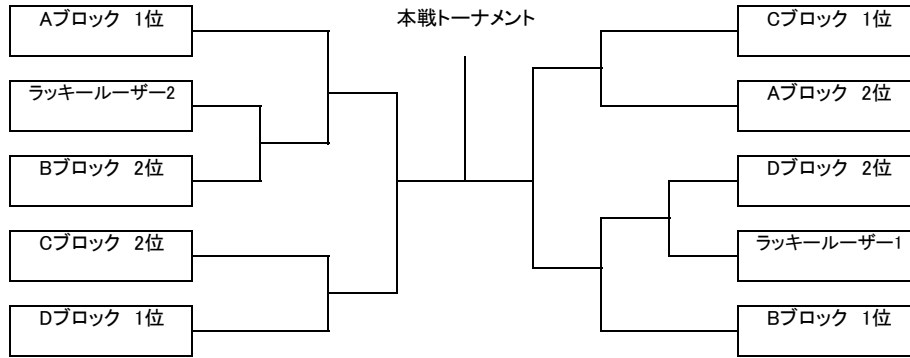 本戦トーナメント
Aブロック 1位
ラッキールーザー2
Bブロック 2位
Cブロック 2位
Dブロック 1位
Cブロック 1位
Aブロック 2位
Dブロック 2位
ラッキールーザー1
Bブロック 1位